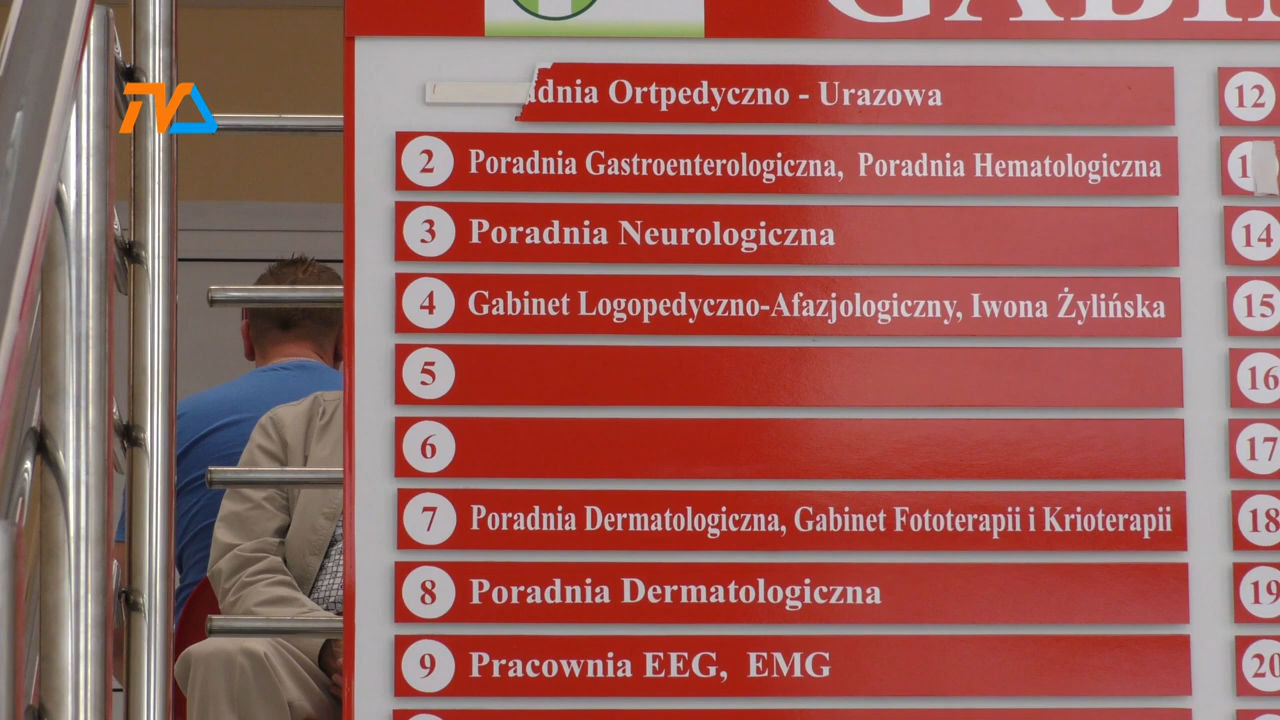 TVA
adnia Ortpedyczno - Urazowa
2 Poradnia Gastroenterologiczna, Poradnia Hematologiczna
3 Poradnia Neurologiczna
4 Gabinet Logopedyczno-Afazjologiczny, Iwona Żylińska
5
6
7 Poradnia Dermatologiczna, Gabinet Fototerapii i Krioterapii
8 Poradnia Dermatologiczna
9 Pracownia EEG, EMG
12
14
15
16
17
18
19
20